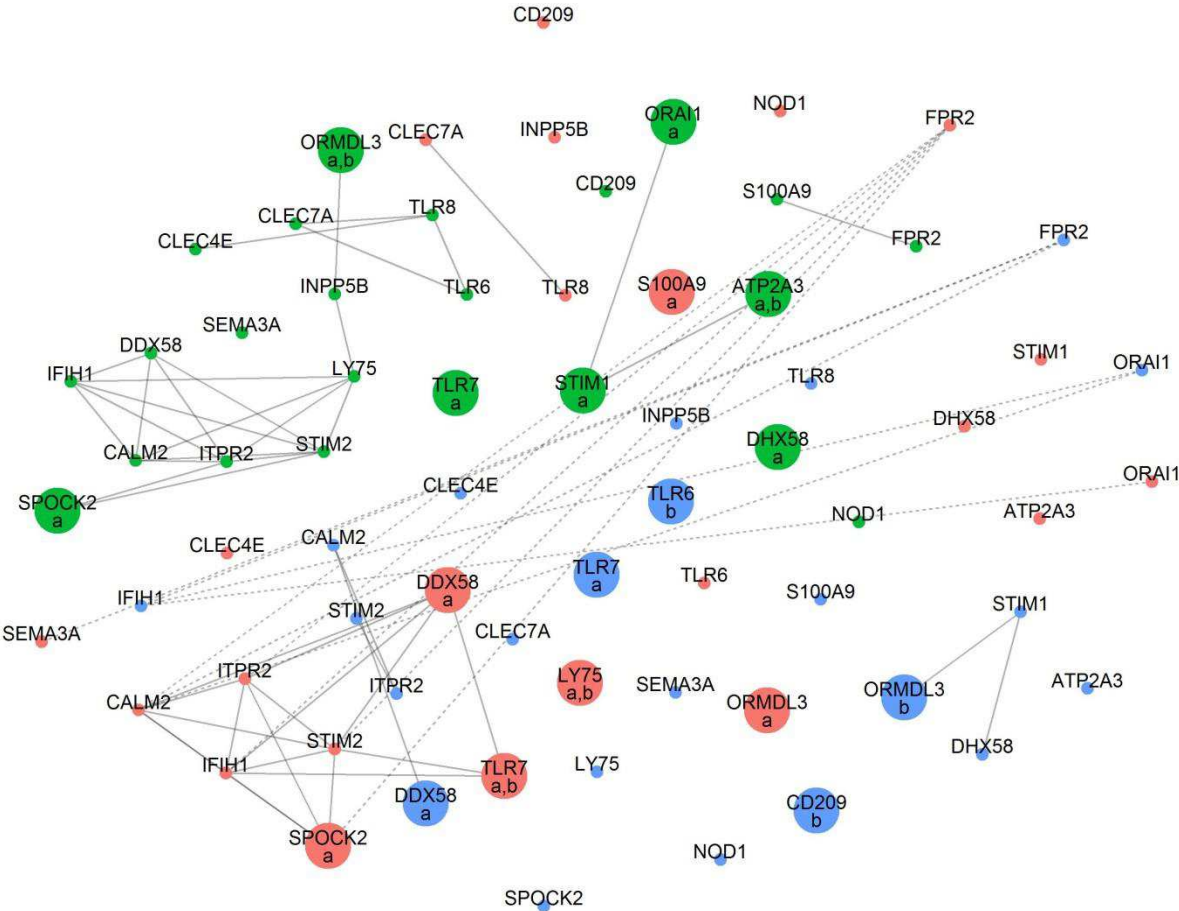 CD209
NOD1
ORAI1
a
FPR2
INPP5B
CLEC7A
ORMDL3
a,b
CD209
S100A9
TLR8
CLEC7A
CLEC4E
FPR2
FPR2
INPP5B
TLR6
TLR8
S100A9
a
ATP2A3
a,b
SEMA3A
DDX58
IFIH1
LY75
TLR7
a
STIM1
a
TLR8
STIM1
ORAI1
INPP5B
DHX58
a
DHX58
CALM2
ITPR2
STIM2
SPOCK2
a
CLEC4E
TLR6
b
ORAI1
NOD1
ATP2A3
CLEC4E
CALM2
DDX58
a
TLR7
a
TLR6
IFIH1
STIM2
S100A9
STIM1
SEMA3A
CLEC7A
ITPR2
ITPR2
LY75
a,b
SEMA3A
ORMDL3
a
ORMDL3
b
ATP2A3
CALM2
STIM2
DHX58
IFIH1
TLR7
a,b
LY75
DDX58
a
CD209
b
SPOCK2
a
NOD1
SPOCK2